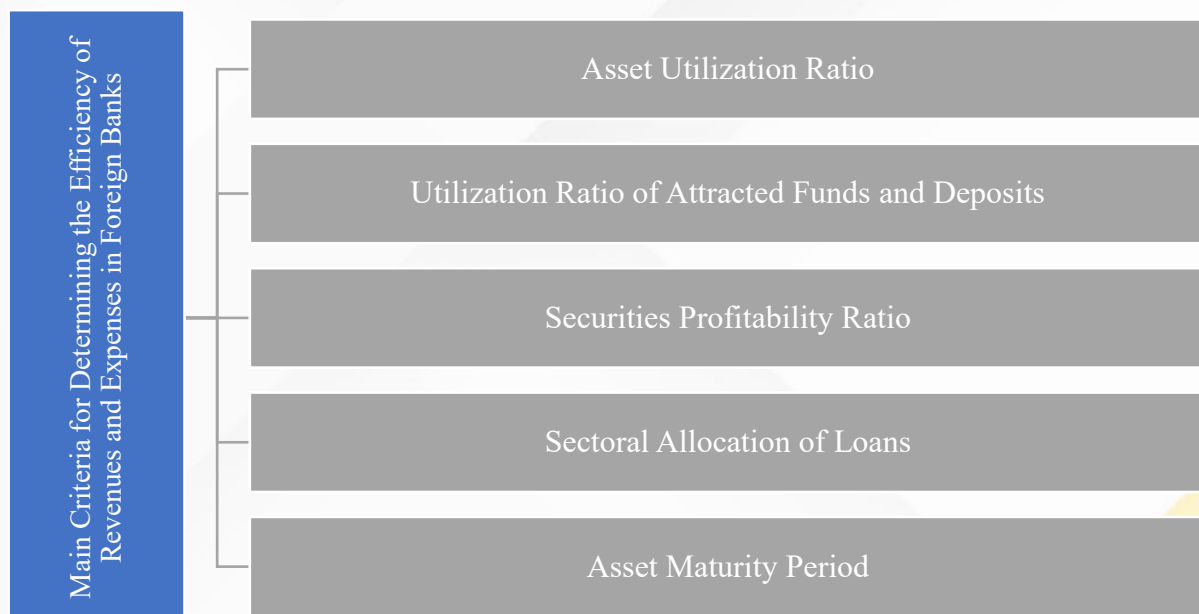 Main Criteria for Determining the Efficiency of
Revenues and Expenses in Foreign Banks
Asset Utilization Ratio
Utilization Ratio of Attracted Funds and Deposits
Securities Profitability Ratio
Sectoral Allocation of Loans
Asset Maturity Period